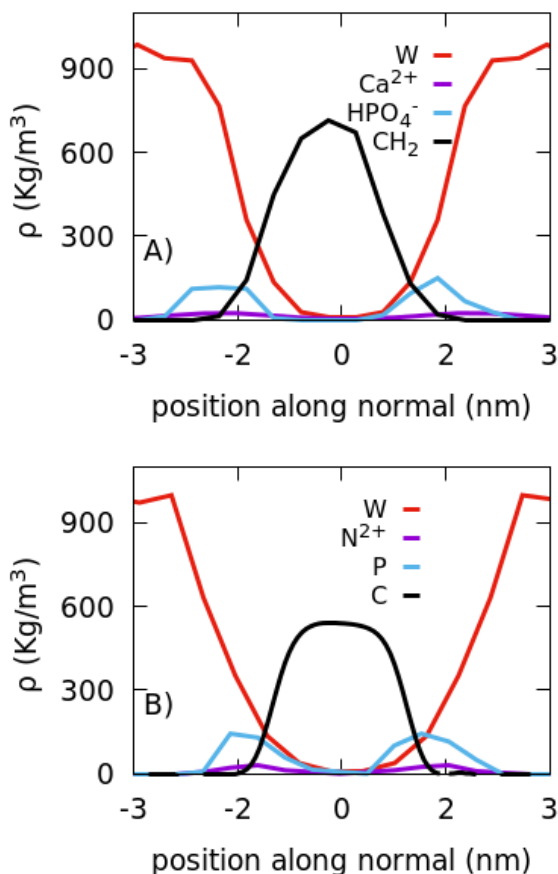 W
Ca²⁺
HPO₄⁻
CH₂
900
600
300
0
ρ (Kg/m³)
A)
-3 -2 0 2 3
position along normal (nm)
W
N²⁺
P
C
900
600
300
0
ρ (Kg/m³)
B)
-3 -2 0 2 3
position along normal (nm)